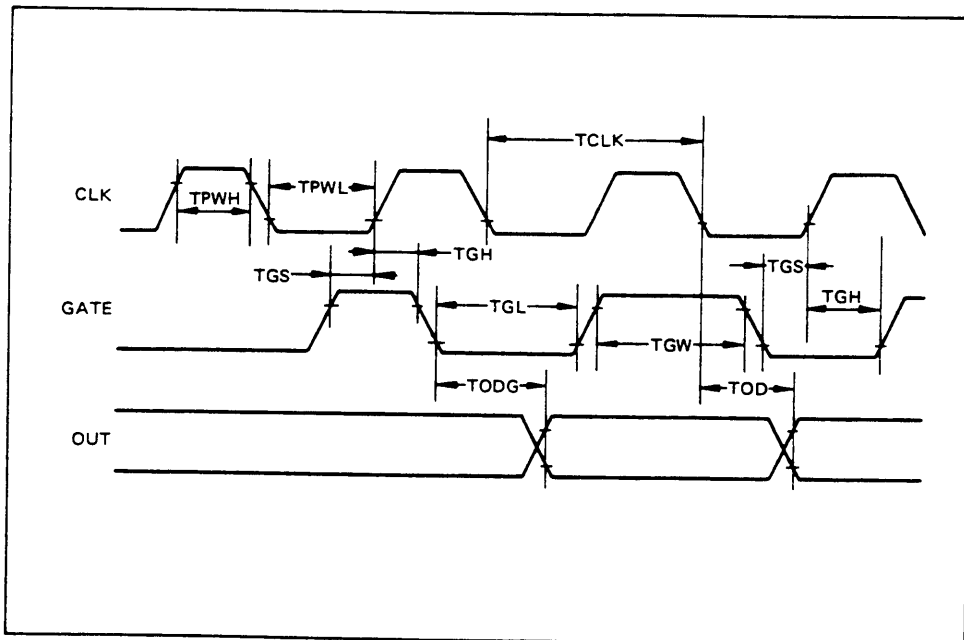 TCLK
CLK
TPWH
TPWL
TGH
TGS
TGS
TGH
GATE
TGL
TGW
TODG
TOD
OUT